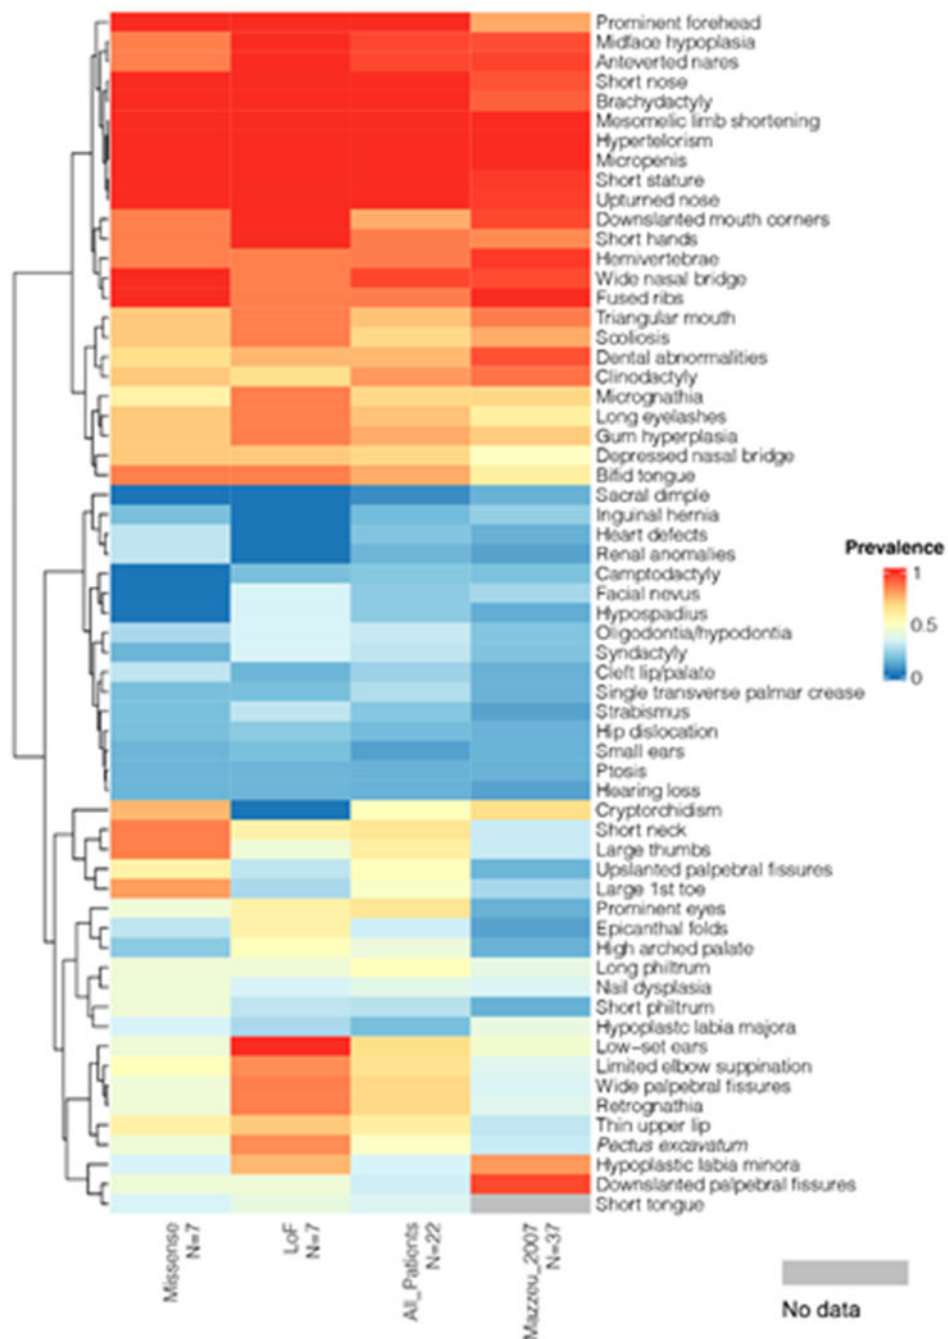 Prominent forehead
Midface hypoplasia
Anteverted nares
Short nose
Brachydactyly
Mesomelic limb shortening
Hypertelorism
Micropenis
Short stature
Upturned nose
Downslanted mouth corners
Short hands
Hemivertebrae
Wide nasal bridge
Fused ribs
Triangular mouth
Scoliosis
Dental abnormalities
Clinodactyly
Micrognathia
Long eyelashes
Gum hyperplasia
Depressed nasal bridge
Bifid tongue
Sacral dimple
Inguinal hernia
Heart defects
Renal anomalies
Camptodactyly
Facial nevus
Hypospadius
Oligodontia/hypodontia
Syndactyly
Cleft lip/palate
Single transverse palmar crease
Strabismus
Hip dislocation
Small ears
Ptosis
Hearing loss
Cryptorchidism
Short neck
Large thumbs
Upslanted palpebral fissures
Large 1st toe
Prominent eyes
Epicanthal folds
High arched palate
Long philtrum
Nail dysplasia
Short philtrum
Hypoplastc labia majora
Low-set ears
Limited elbow suppination
Wide palpebral fissures
Retrognathia
Thin upper lip
Pectus excavatum
Hypoplastic labia minora
Downslanted palpebral fissures
Short tongue
Prevalence
1
0.5
0
Missense
N=7
LoF
N=7
All_Patients
N=22
Mazzeu_2007
N=37
No data